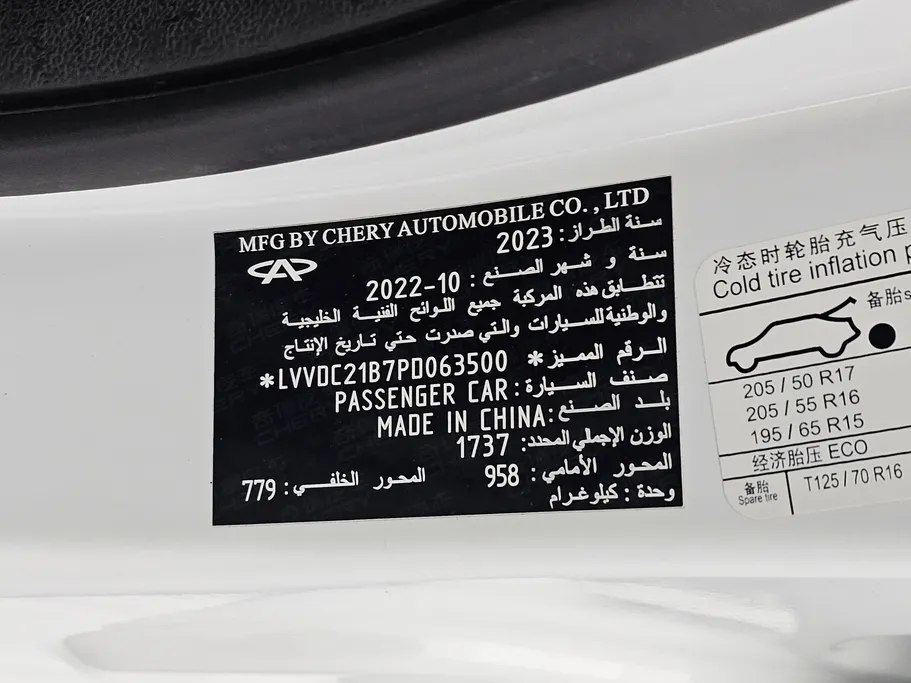 MFG BY CHERY AUTOMOBILE CO. , LTD
سنة الطراز: 2023
سنة و شهر الصنع : 2022-10
تتطابق هذه المركبة جميع اللوائح الفنية الخليجية
والوطنية للسيارات والتي صدرت حتي تاريخ الإنتاج
الرقم المميز: *LVVDC21B7PD063500*
صنف السيارة: PASSENGER CAR
بلد الصنع: MADE IN CHINA
الوزن الإجمالي المحدد: 1737
المحور الأمامي: 958 المحور الخلفي: 779
وحدة : كيلوغرام
冷态时轮胎充气压
Cold tire inflation p
备胎s
205 / 50 R17
205 / 55 R16
195 / 65 R15
经济胎压 ECO
备胎
Spare tire
T125 / 70 R16